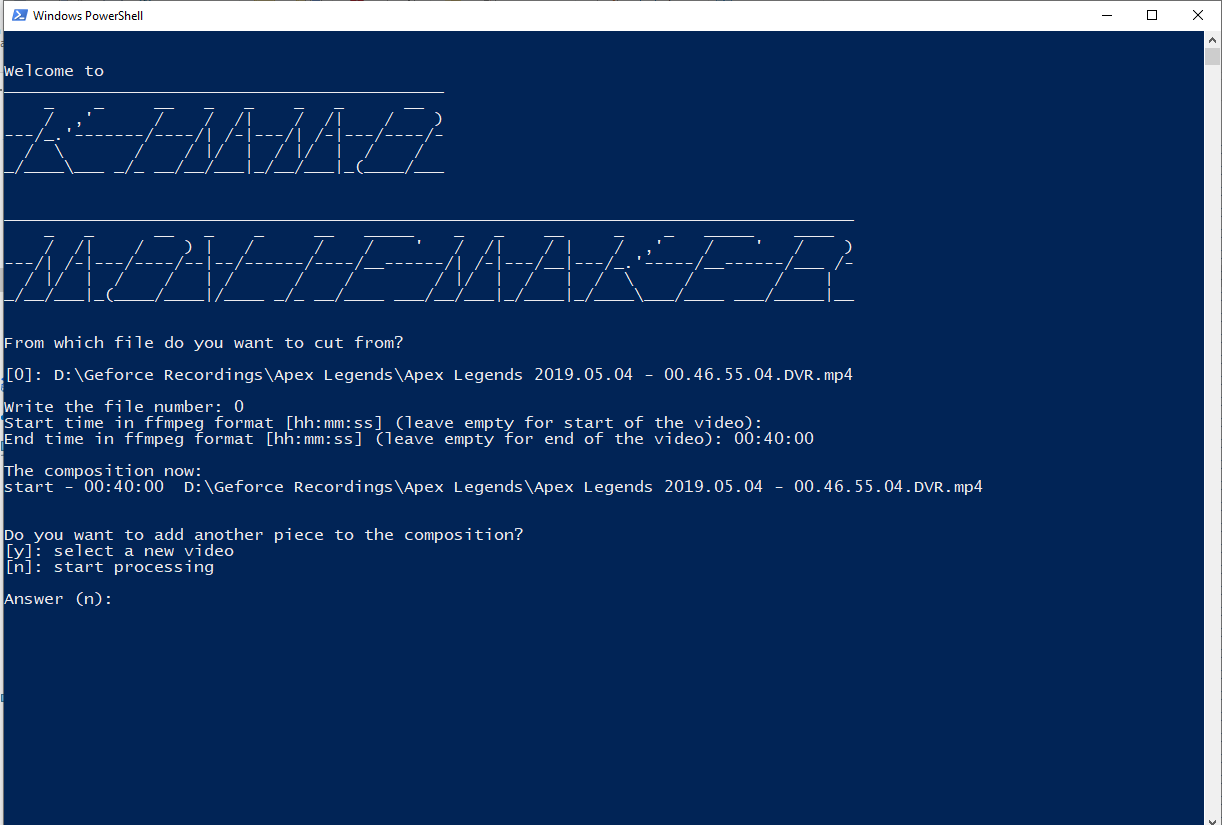 Windows PowerShell
Welcome to
KIMMO
MOVIEMAKER
From which file do you want to cut from?
[0]: D:\Geforce Recordings\Apex Legends\Apex Legends 2019.05.04 - 00.46.55.04.DVR.mp4
Write the file number: 0
Start time in ffmpeg format [hh:mm:ss] (leave empty for start of the video):
End time in ffmpeg format [hh:mm:ss] (leave empty for end of the video): 00:40:00
The composition now:
start - 00:40:00  D:\Geforce Recordings\Apex Legends\Apex Legends 2019.05.04 - 00.46.55.04.DVR.mp4
Do you want to add another piece to the composition?
[y]: select a new video
[n]: start processing
Answer (n):